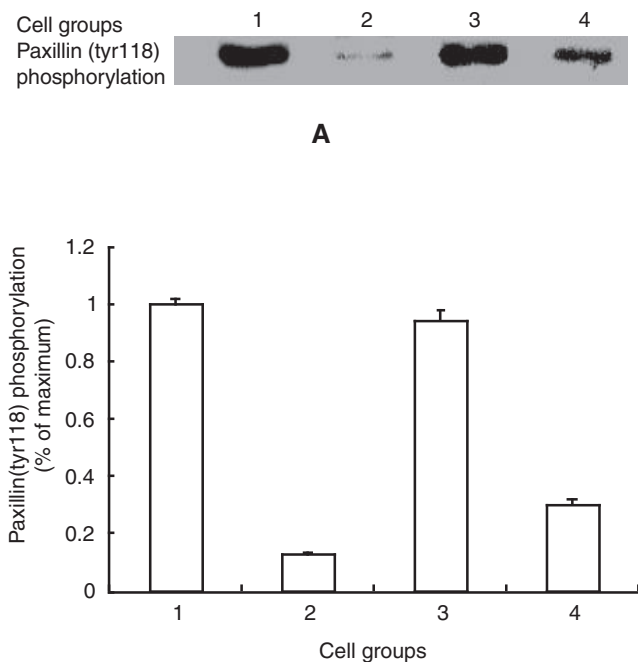 Cell groups 1 2 3 4
Paxillin (tyr118)
phosphorylation
A
Paxillin(tyr118) phosphorylation
(% of maximum)
1.2
1
0.8
0.6
0.4
0.2
0
1 2 3 4
Cell groups